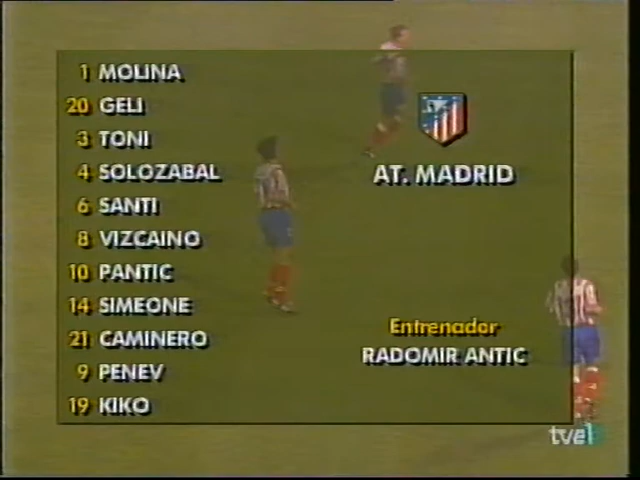 1 MOLINA
20 GELI
3 TONI
4 SOLOZABAL
6 SANTI
8 VIZCAINO
10 PANTIC
14 SIMEONE
21 CAMINERO
9 PENEV
19 KIKO
AT. MADRID
Entrenador
RADOMIR ANTIC
tve1